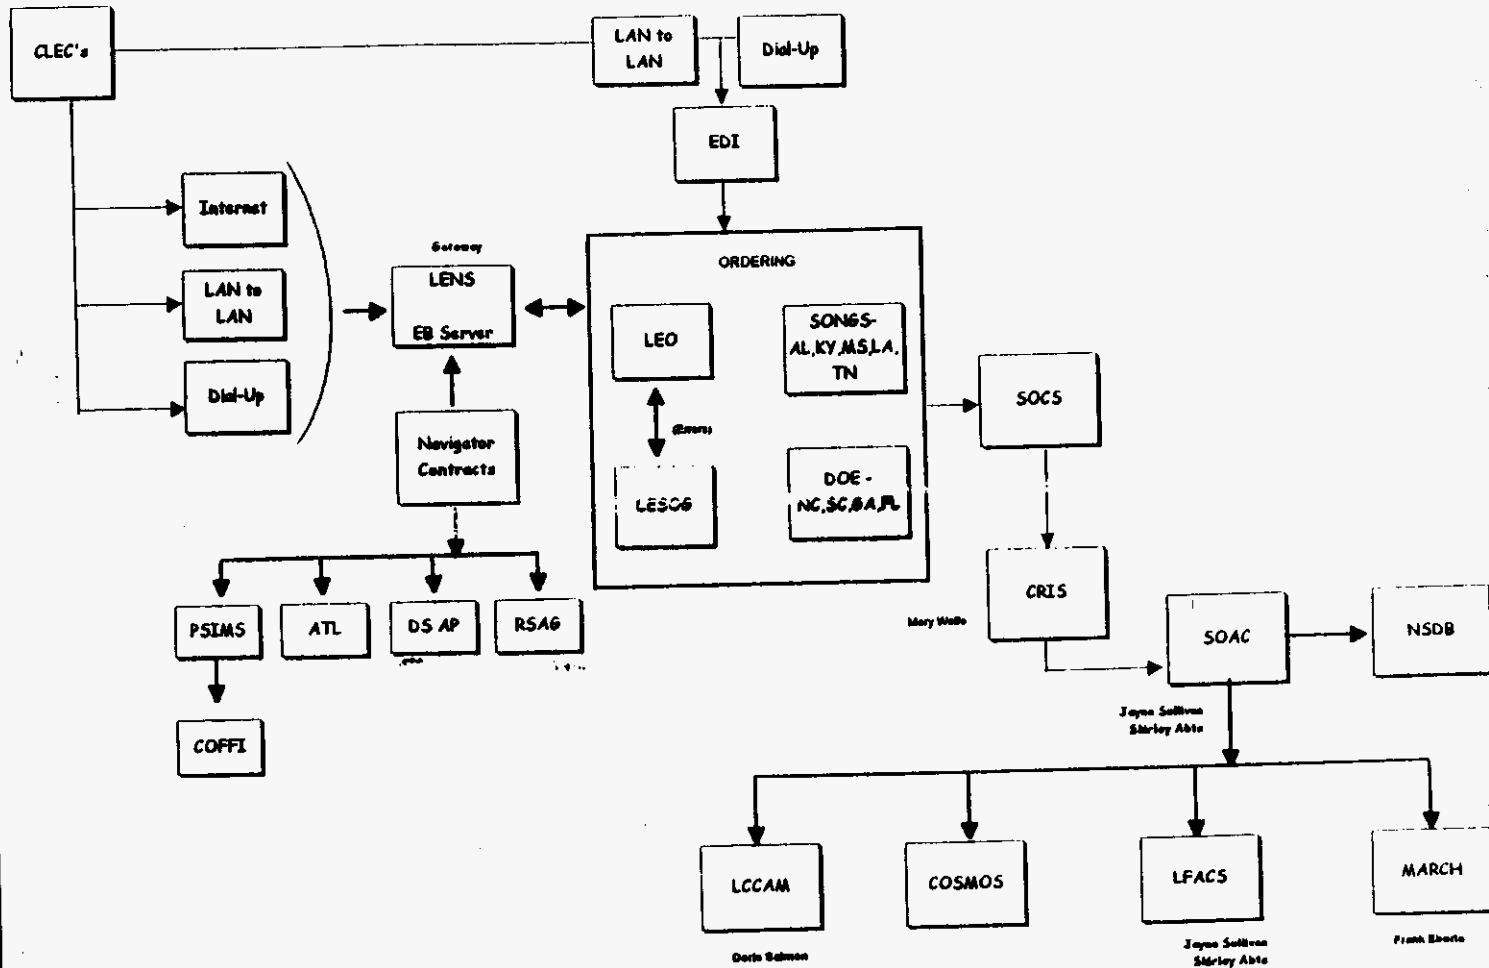 CLEC's
LAN to
LAN
Dial-Up
EDI
Internet
LAN to
LAN
Dial-Up
Gateway
LENS
EB Server
Navigator
Contracts
ORDERING
LEO
(Errors)
LESOG
SONGS-
AL,KY,MS,LA,
TN
DOE -
NC,SC,GA,FL
SOCS
CRIS
SOAC
Jayne Sullivan
Shirley Abts
NSDB
PSIMS
ATL
DSAP
RSAG
COFFI
LCCAM
COSMOS
LFACS
Jayne Sullivan
Shirley Abts
MARCH
Mary
Doris Salmon
Frank Eberle